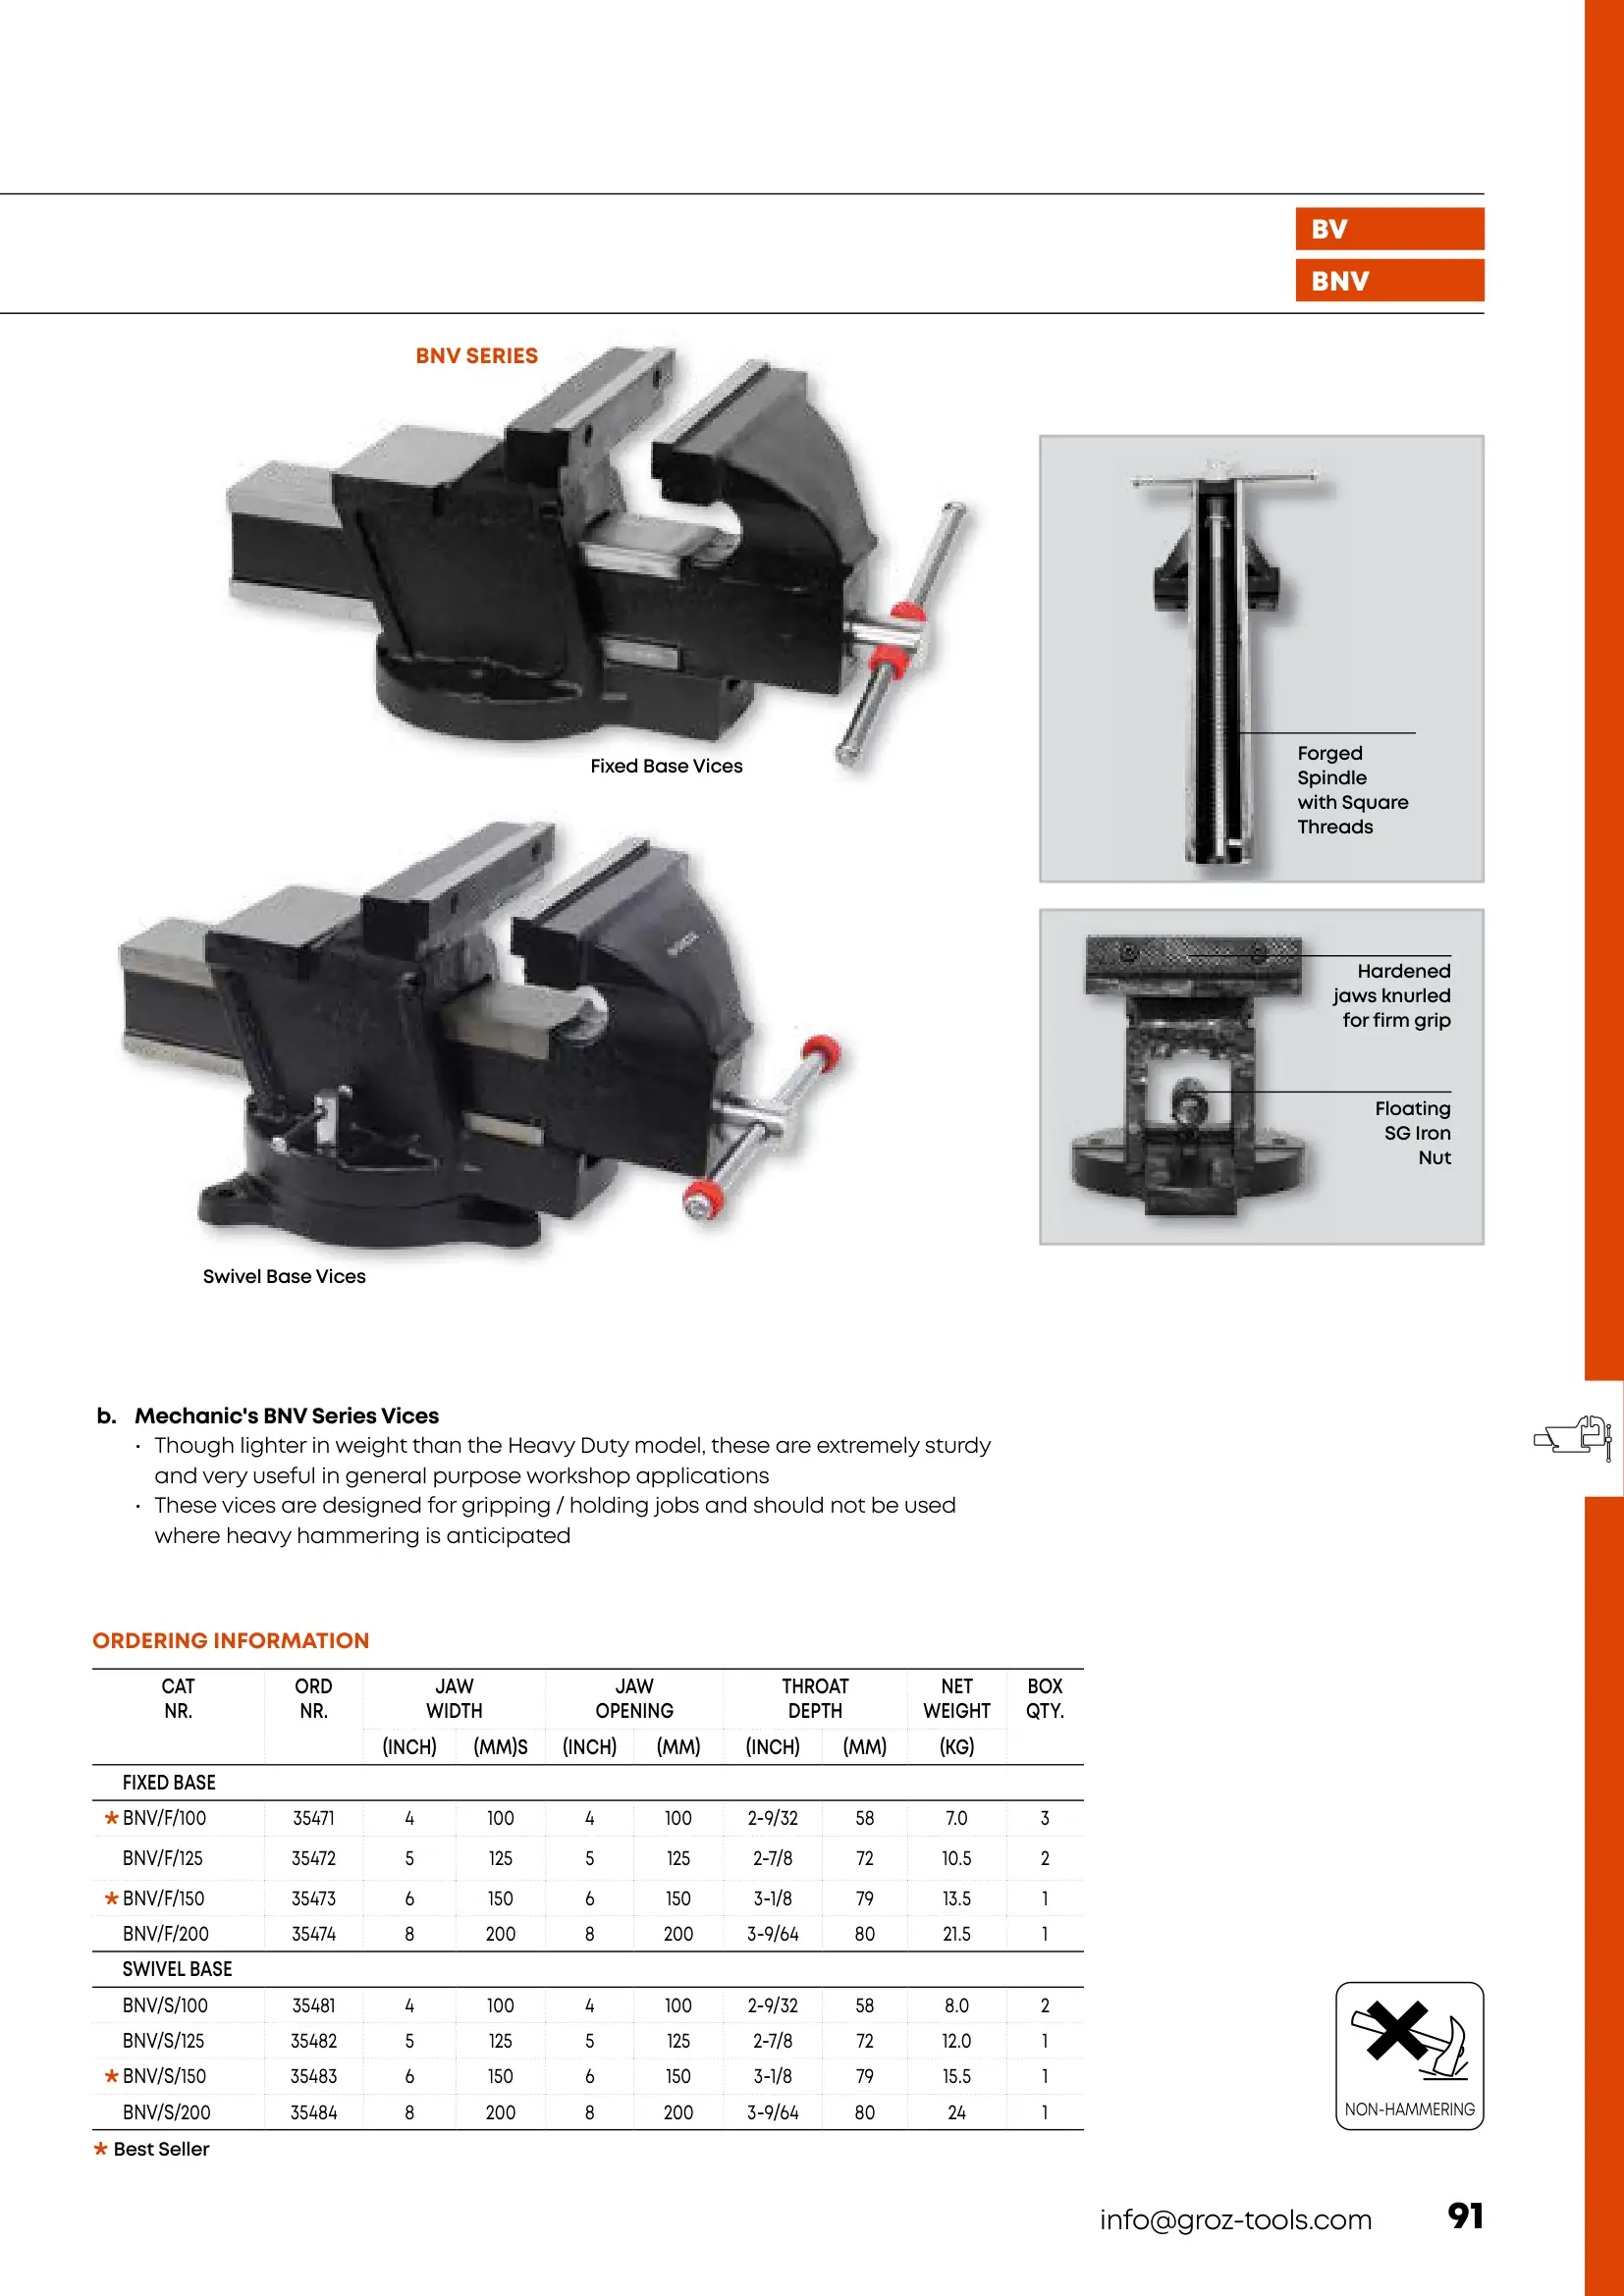 BV
BNV
BNV SERIES
Fixed Base Vices
Forged
Spindle
with Square
Threads
Hardened
jaws knurled
for firm grip
Floating
SG Iron
Nut
Swivel Base Vices
b. Mechanic's BNV Series Vices
· Though lighter in weight than the Heavy Duty model, these are extremely sturdy
and very useful in general purpose workshop applications
· These vices are designed for gripping / holding jobs and should not be used
where heavy hammering is anticipated
ORDERING INFORMATION
CAT ORD JAW JAW THROAT NET BOX
NR. NR. WIDTH OPENING DEPTH WEIGHT QTY.
(INCH) (MM)S (INCH) (MM) (INCH) (MM) (KG)
FIXED BASE
* BNV/F/100 35471 4 100 4 100 2-9/32 58 7.0 3
BNV/F/125 35472 5 125 5 125 2-7/8 72 10.5 2
* BNV/F/150 35473 6 150 6 150 3-1/8 79 13.5 1
BNV/F/200 35474 8 200 8 200 3-9/64 80 21.5 1
SWIVEL BASE
BNV/S/100 35481 4 100 4 100 2-9/32 58 8.0 2
BNV/S/125 35482 5 125 5 125 2-7/8 72 12.0 1
* BNV/S/150 35483 6 150 6 150 3-1/8 79 15.5 1
BNV/S/200 35484 8 200 8 200 3-9/64 80 24 1
* Best Seller
NON-HAMMERING
info@groz-tools.com 91